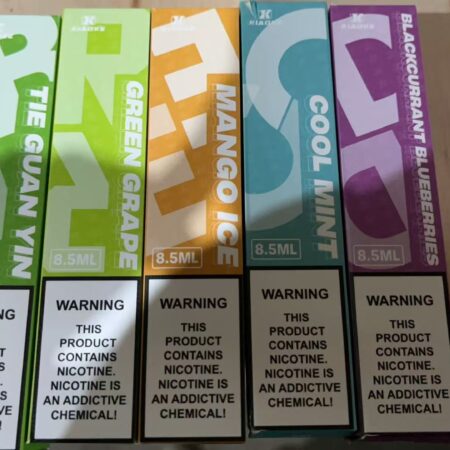 TIE GUAN YIN
KIAOKE
GREEN GRAPE
8.5ML
MANGO ICE
8.5ML
KIAOKE
COOL MINT
8.5ML
BLACKCURRANT BLUEBERRIES
8.5ML
WARNING
THIS
PRODUCT
CONTAINS
NICOTINE.
NICOTINE IS
AN ADDICTIVE
CHEMICAL!
WARNING
THIS
PRODUCT
CONTAINS
NICOTINE.
NICOTINE IS
AN ADDICTIVE
CHEMICAL!
WARNING
THIS
PRODUCT
CONTAINS
NICOTINE.
NICOTINE IS
AN ADDICTIVE
CHEMICAL!
WARNING
THIS
PRODUCT
CONTAINS
NICOTINE.
NICOTINE IS
AN ADDICTIVE
CHEMICAL!